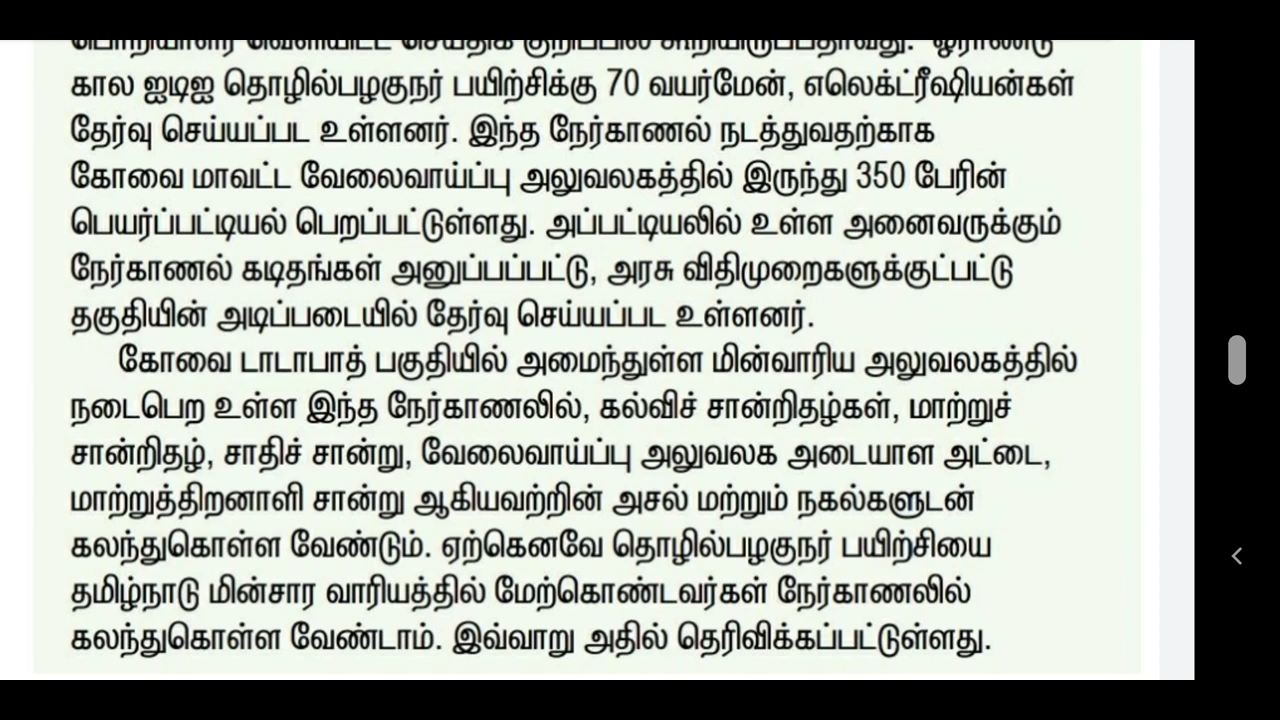 கால ஐடிஐ தொழில்பழகுநர் பயிற்சிக்கு 70 வயர்மேன், எலெக்ட்ரீஷியன்கள்
தேர்வு செய்யப்பட உள்ளனர். இந்த நேர்காணல் நடத்துவதற்காக
கோவை மாவட்ட வேலைவாய்ப்பு அலுவலகத்தில் இருந்து 350 பேரின்
பெயர்ப்பட்டியல் பெறப்பட்டுள்ளது. அப்பட்டியலில் உள்ள அனைவருக்கும்
நேர்காணல் கடிதங்கள் அனுப்பப்பட்டு, அரசு விதிமுறைகளுக்குட்பட்டு
தகுதியின் அடிப்படையில் தேர்வு செய்யப்பட உள்ளனர்.
கோவை டாடாபாத் பகுதியில் அமைந்துள்ள மின்வாரிய அலுவலகத்தில்
நடைபெற உள்ள இந்த நேர்காணலில், கல்விச் சான்றிதழ்கள், மாற்றுச்
சான்றிதழ், சாதிச் சான்று, வேலைவாய்ப்பு அலுவலக அடையாள அட்டை,
மாற்றுத்திறனாளி சான்று ஆகியவற்றின் அசல் மற்றும் நகல்களுடன்
கலந்துகொள்ள வேண்டும். ஏற்கெனவே தொழில்பழகுநர் பயிற்சியை
தமிழ்நாடு மின்சார வாரியத்தில் மேற்கொண்டவர்கள் நேர்காணலில்
கலந்துகொள்ள வேண்டாம். இவ்வாறு அதில் தெரிவிக்கப்பட்டுள்ளது.